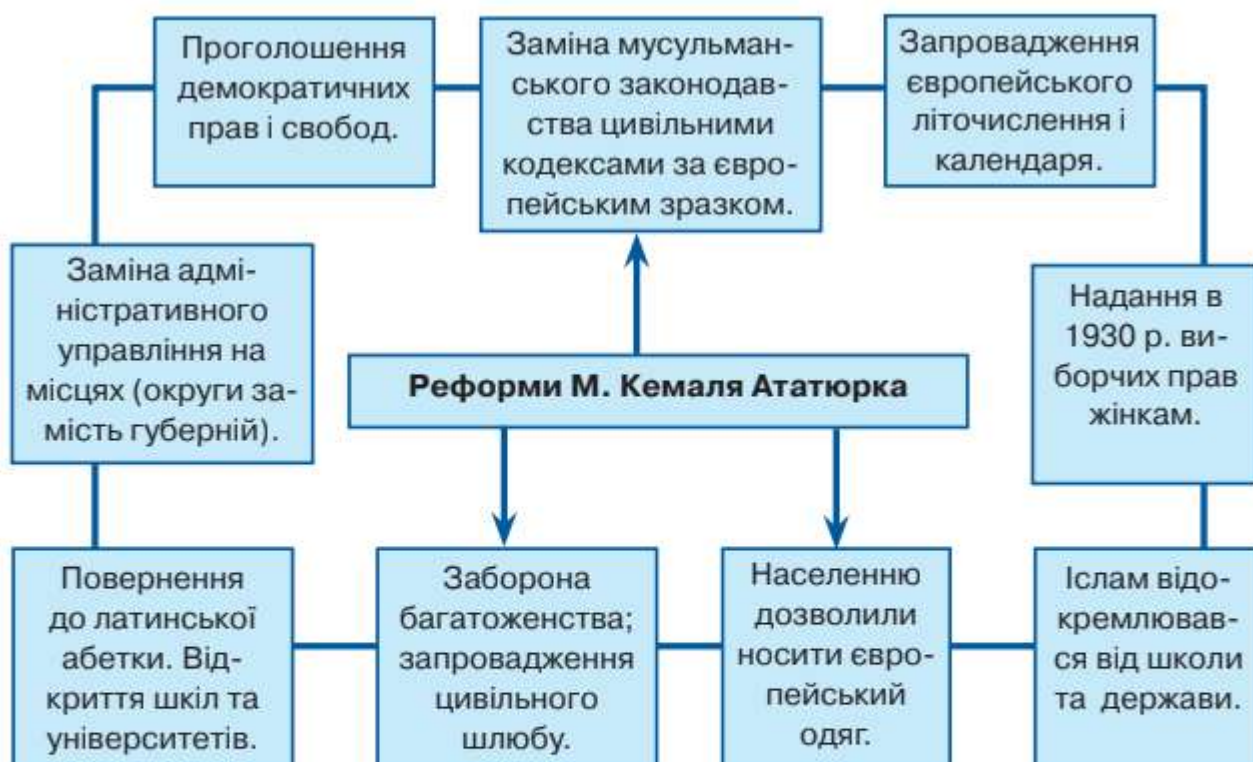 Проголошення
демократичних
прав і свобод.
Заміна мусульман-
ського законодав-
ства цивільними
кодексами за євро-
пейським зразком.
Запровадження
європейського
літочислення і
календаря.
Заміна адмі-
ністративного
управління на
місцях (округи за-
мість губерній).
Реформи М. Кемаля Ататюрка
Надання в
1930 р. ви-
борчих прав
жінкам.
Повернення
до латинської
абетки. Від-
криття шкіл та
університетів.
Заборона
багатоженства;
запровадження
цивільного
шлюбу.
Населенню
дозволили
носити євро-
пейський
одяг.
Іслам відо-
кремлював-
ся від школи
та держави.